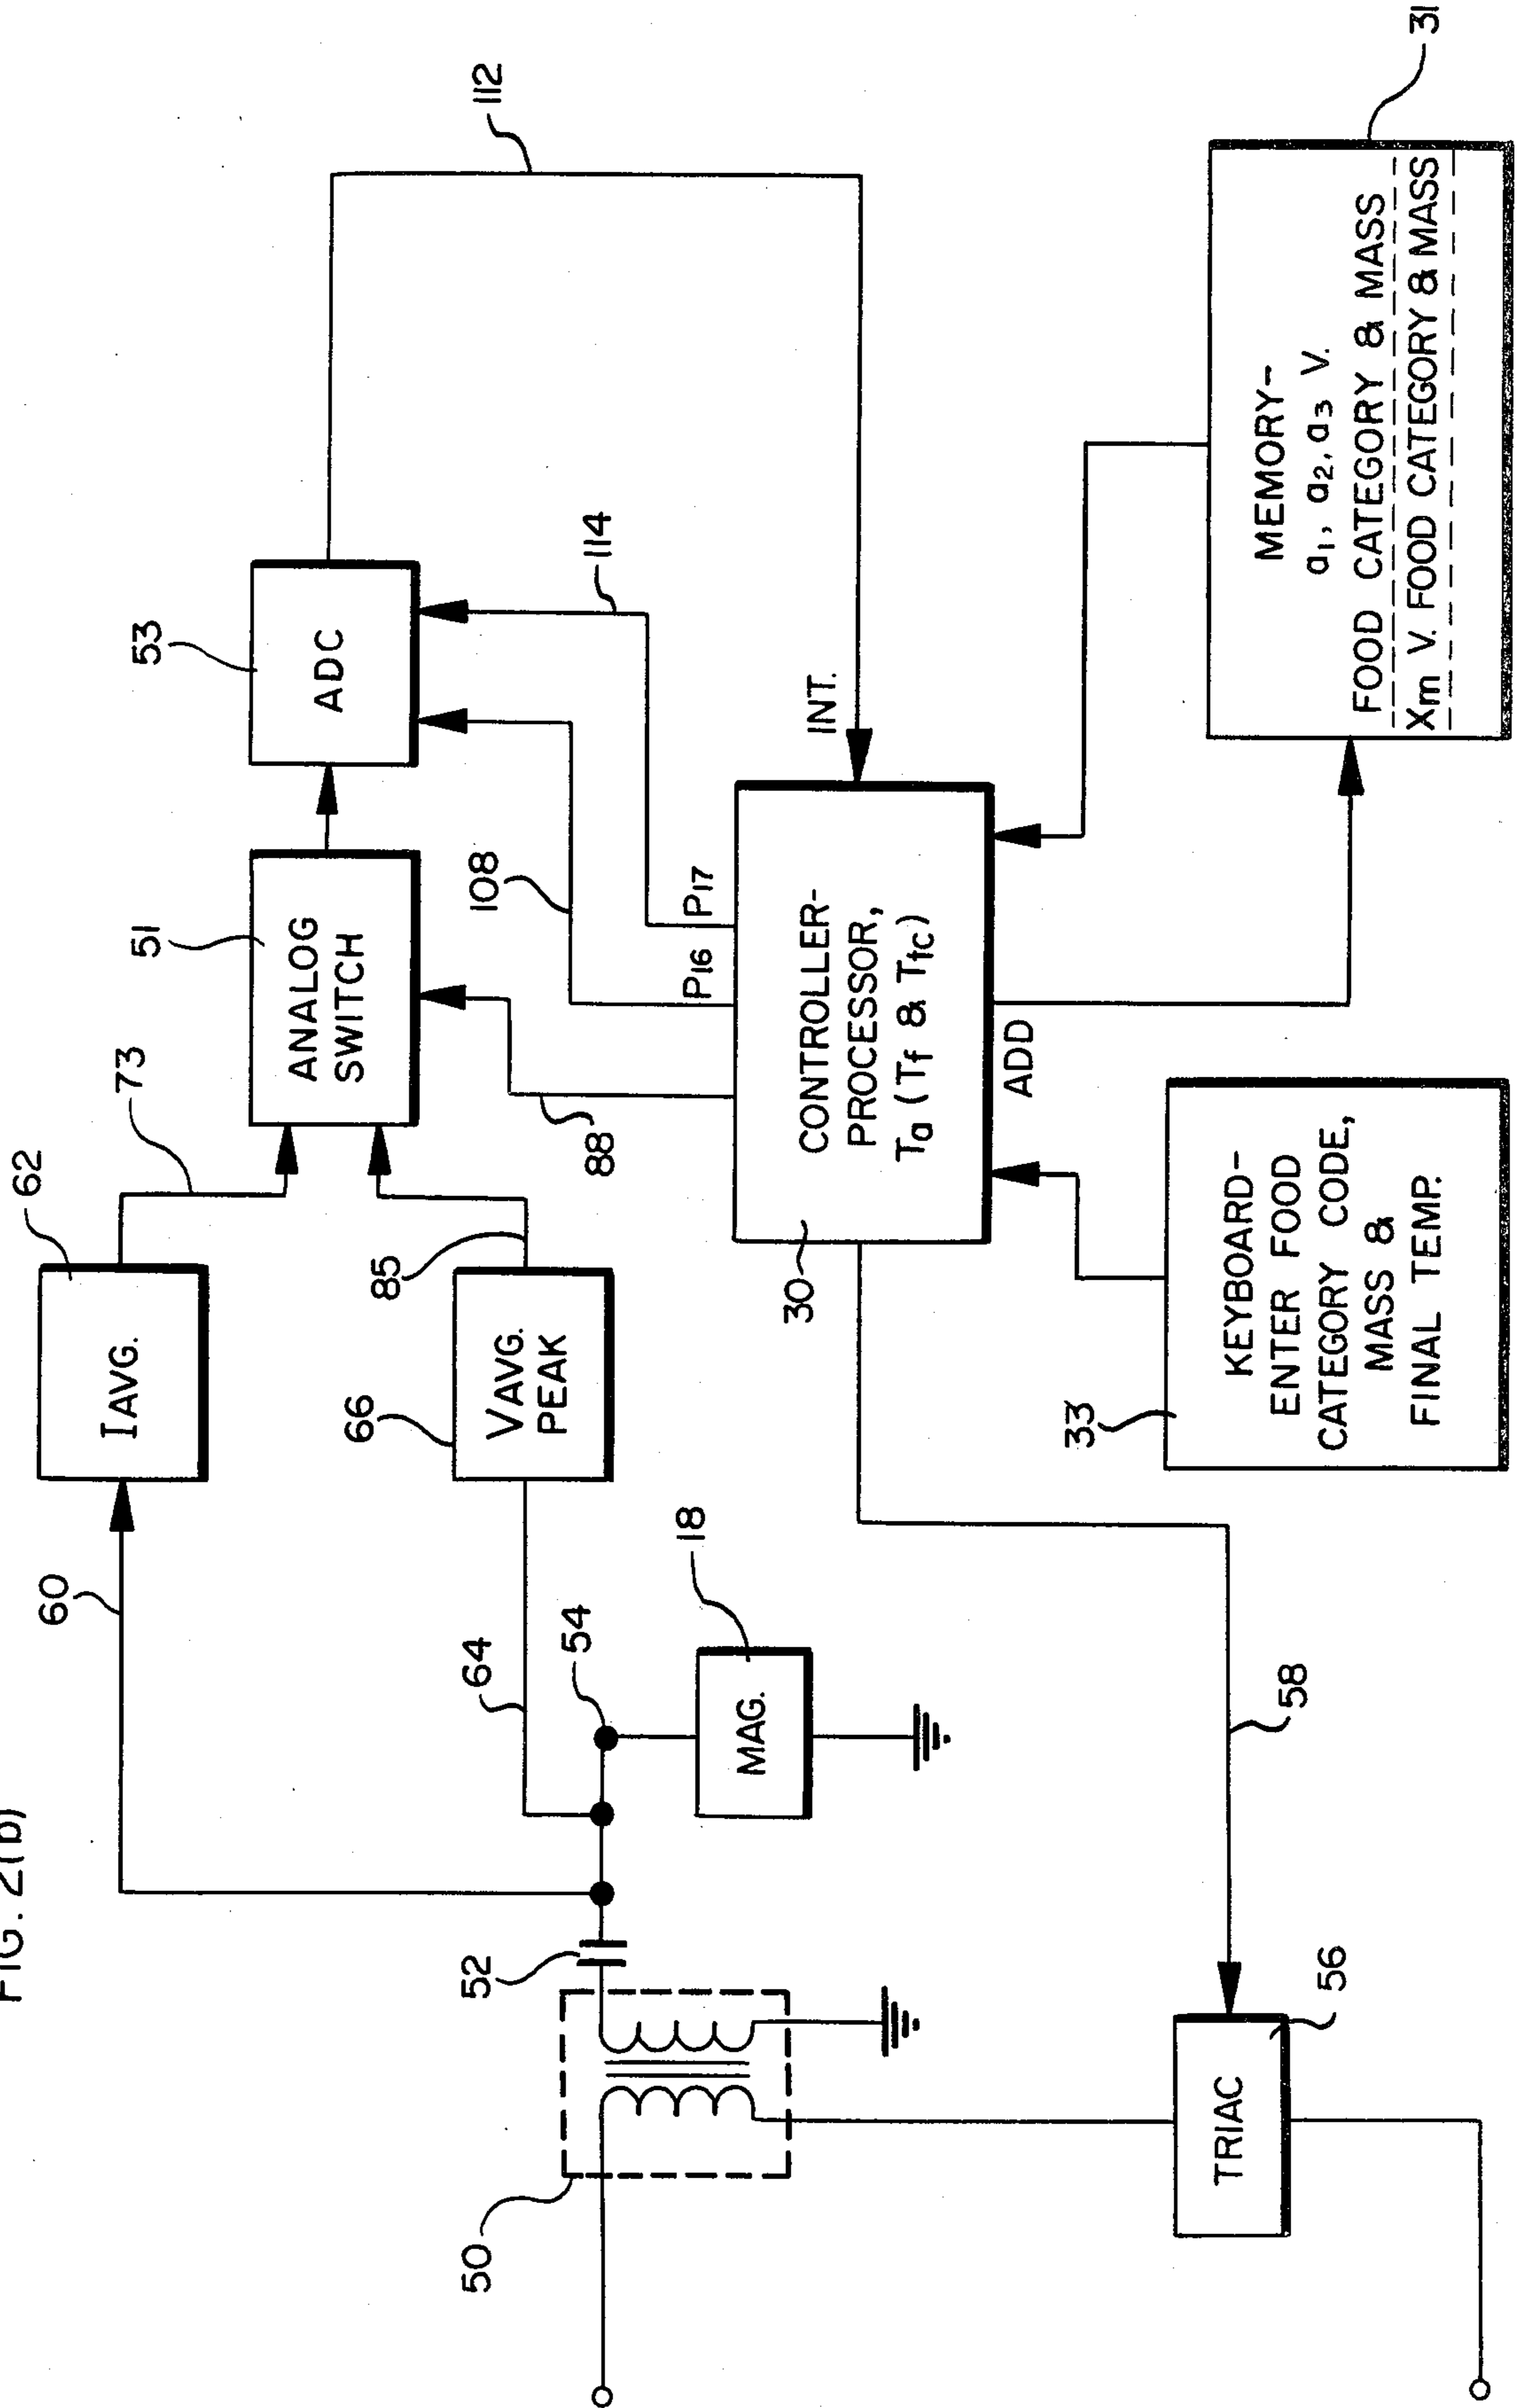 FIG. 2(b)
60
62
IAVG.
73
51
ANALOG
SWITCH
53
ADC
112
64
66
VAVG.
PEAK
85
88
108
114
P16
P17
INT.
50
52
54
18
MAG.
30
CONTROLLER-
PROCESSOR,
Ta (Tf & Tfc)
ADD
56
TRIAC
58
33
KEYBOARD-
ENTER FOOD
CATEGORY CODE,
MASS &
FINAL TEMP.
31
MEMORY-
a1, a2, a3 V.
FOOD CATEGORY & MASS
Xm V. FOOD CATEGORY & MASS